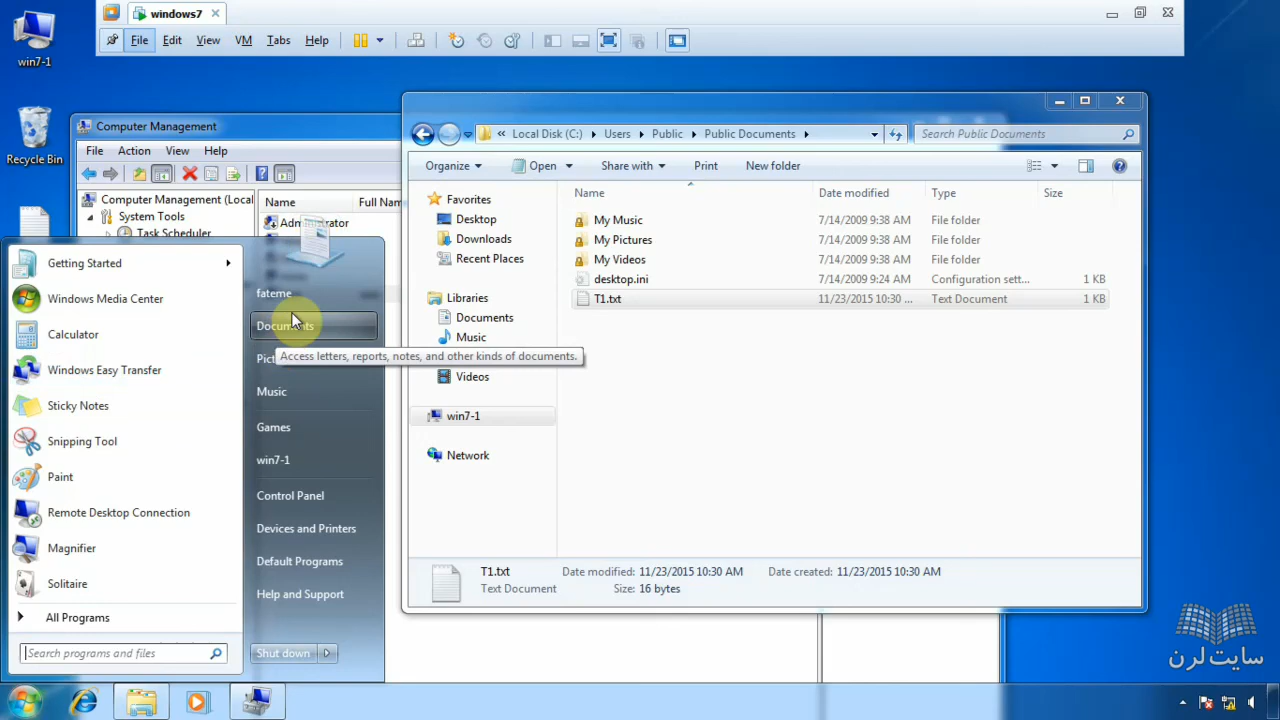 windows7
File Edit View VM Tabs Help
win7-1
Recycle Bin
Computer Management
File Action View Help
Computer Management (Local
System Tools
Task Scheduler
Name Full Nam
Administrator
Local Disk (C:) Users Public Public Documents
Search Public Documents
Organize Open Share with Print New folder
Favorites
Desktop
Downloads
Recent Places
Libraries
Documents
Music
Videos
win7-1
Network
Name Date modified Type Size
My Music 7/14/2009 9:38 AM File folder
My Pictures 7/14/2009 9:38 AM File folder
My Videos 7/14/2009 9:38 AM File folder
desktop.ini 7/14/2009 9:24 AM Configuration sett... 1 KB
T1.txt 11/23/2015 10:30 ... Text Document 1 KB
T1.txt Date modified: 11/23/2015 10:30 AM Date created: 11/23/2015 10:30 AM
Text Document Size: 16 bytes
Getting Started
Windows Media Center
Calculator
Windows Easy Transfer
Sticky Notes
Snipping Tool
Paint
Remote Desktop Connection
Magnifier
Solitaire
All Programs
Search programs and files
fateme
Documents
Access letters, reports, notes, and other kinds of documents.
Pict
Music
Games
win7-1
Control Panel
Devices and Printers
Default Programs
Help and Support
Shut down
سایت لرن